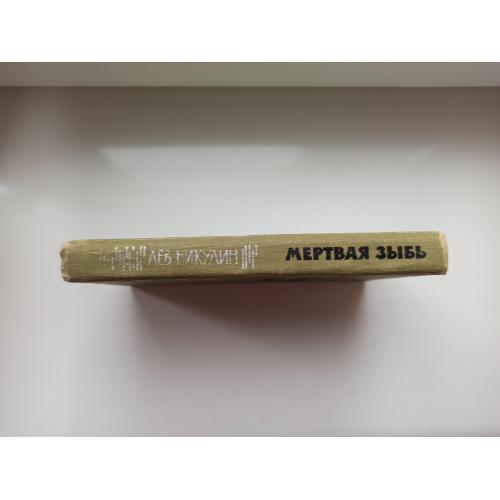 ЛЕВ НИКУЛИН
МЕРТВАЯ ЗЫБЬ